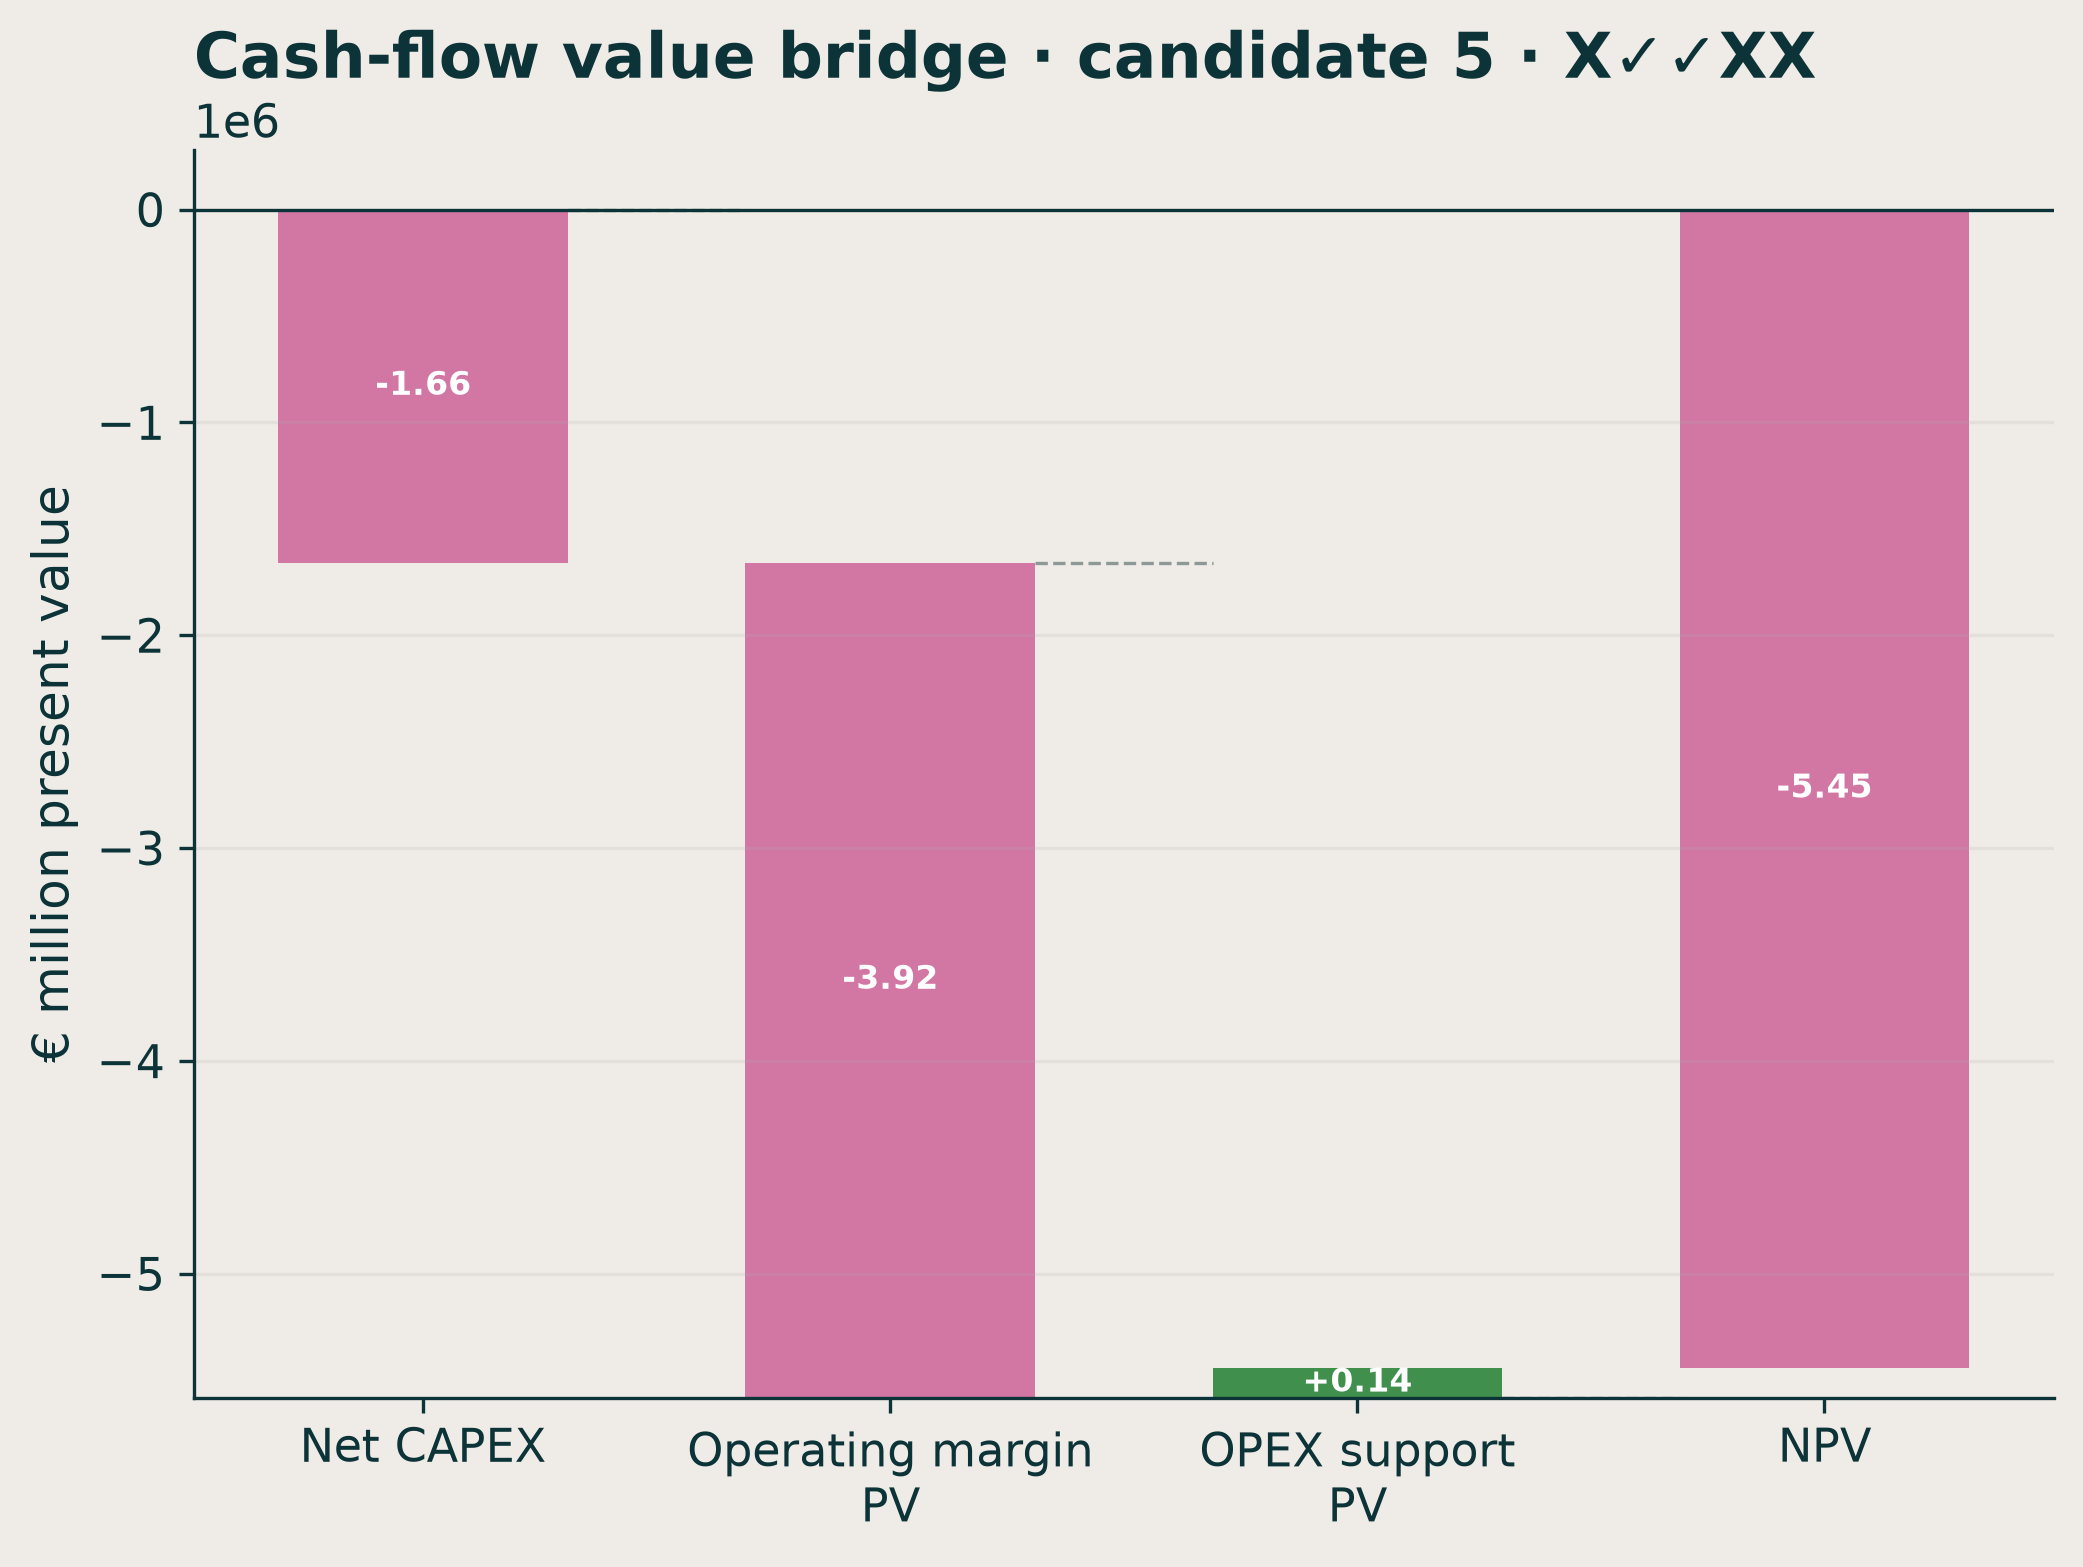 Cash-flow value bridge · candidate 5 · X✓✓XX
1e6
€ million present value
0
−1
−2
−3
−4
−5
-1.66
-3.92
+0.14
-5.45
Net CAPEX
Operating margin
PV
OPEX support
PV
NPV